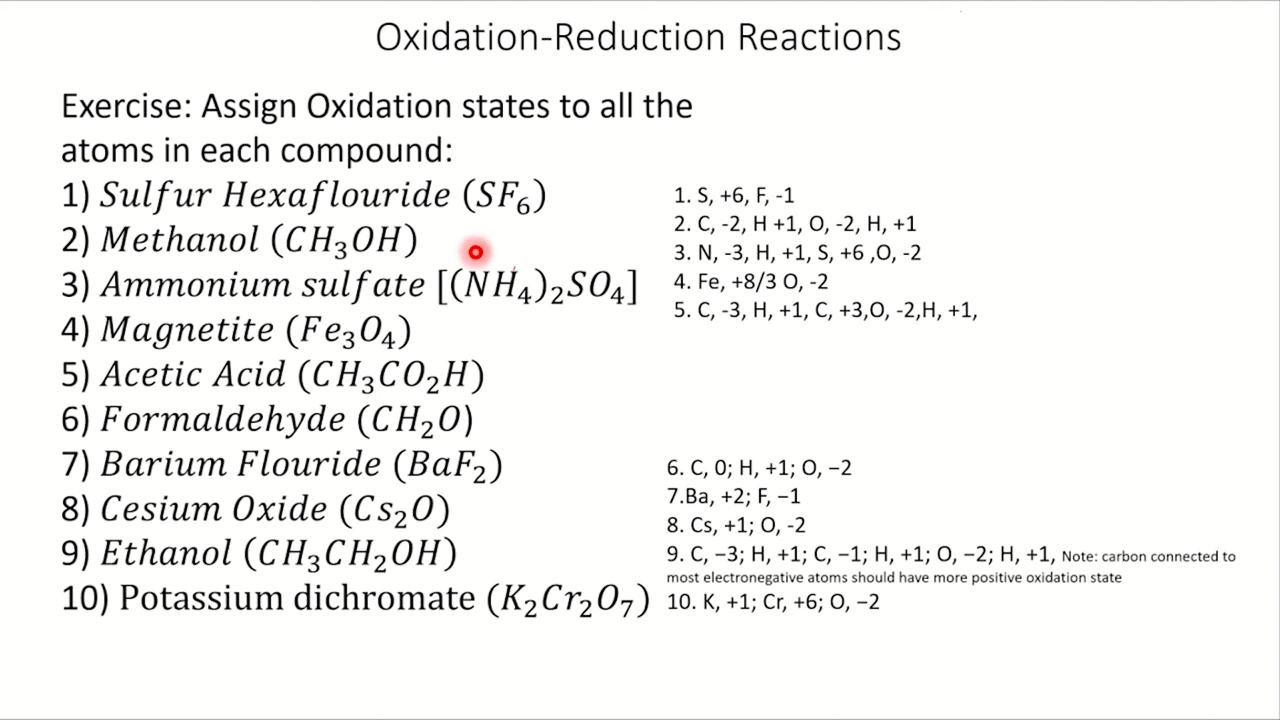 Oxidation-Reduction Reactions
Exercise: Assign Oxidation states to all the
atoms in each compound:
1) Sulfur Hexaflouride (SF₆)
2) Methanol (CH₃OH)
3) Ammonium sulfate [(NH₄)₂SO₄]
4) Magnetite (Fe₃O₄)
5) Acetic Acid (CH₃CO₂H)
6) Formaldehyde (CH₂O)
7) Barium Flouride (BaF₂)
8) Cesium Oxide (Cs₂O)
9) Ethanol (CH₃CH₂OH)
10) Potassium dichromate (K₂Cr₂O₇)
1. S, +6, F, -1
2. C, -2, H +1, O, -2, H, +1
3. N, -3, H, +1, S, +6 ,O, -2
4. Fe, +8/3 O, -2
5. C, -3, H, +1, C, +3,O, -2,H, +1,
6. C, 0; H, +1; O, −2
7.Ba, +2; F, −1
8. Cs, +1; O, -2
9. C, −3; H, +1; C, −1; H, +1; O, −2; H, +1, Note: carbon connected to
most electronegative atoms should have more positive oxidation state
10. K, +1; Cr, +6; O, −2